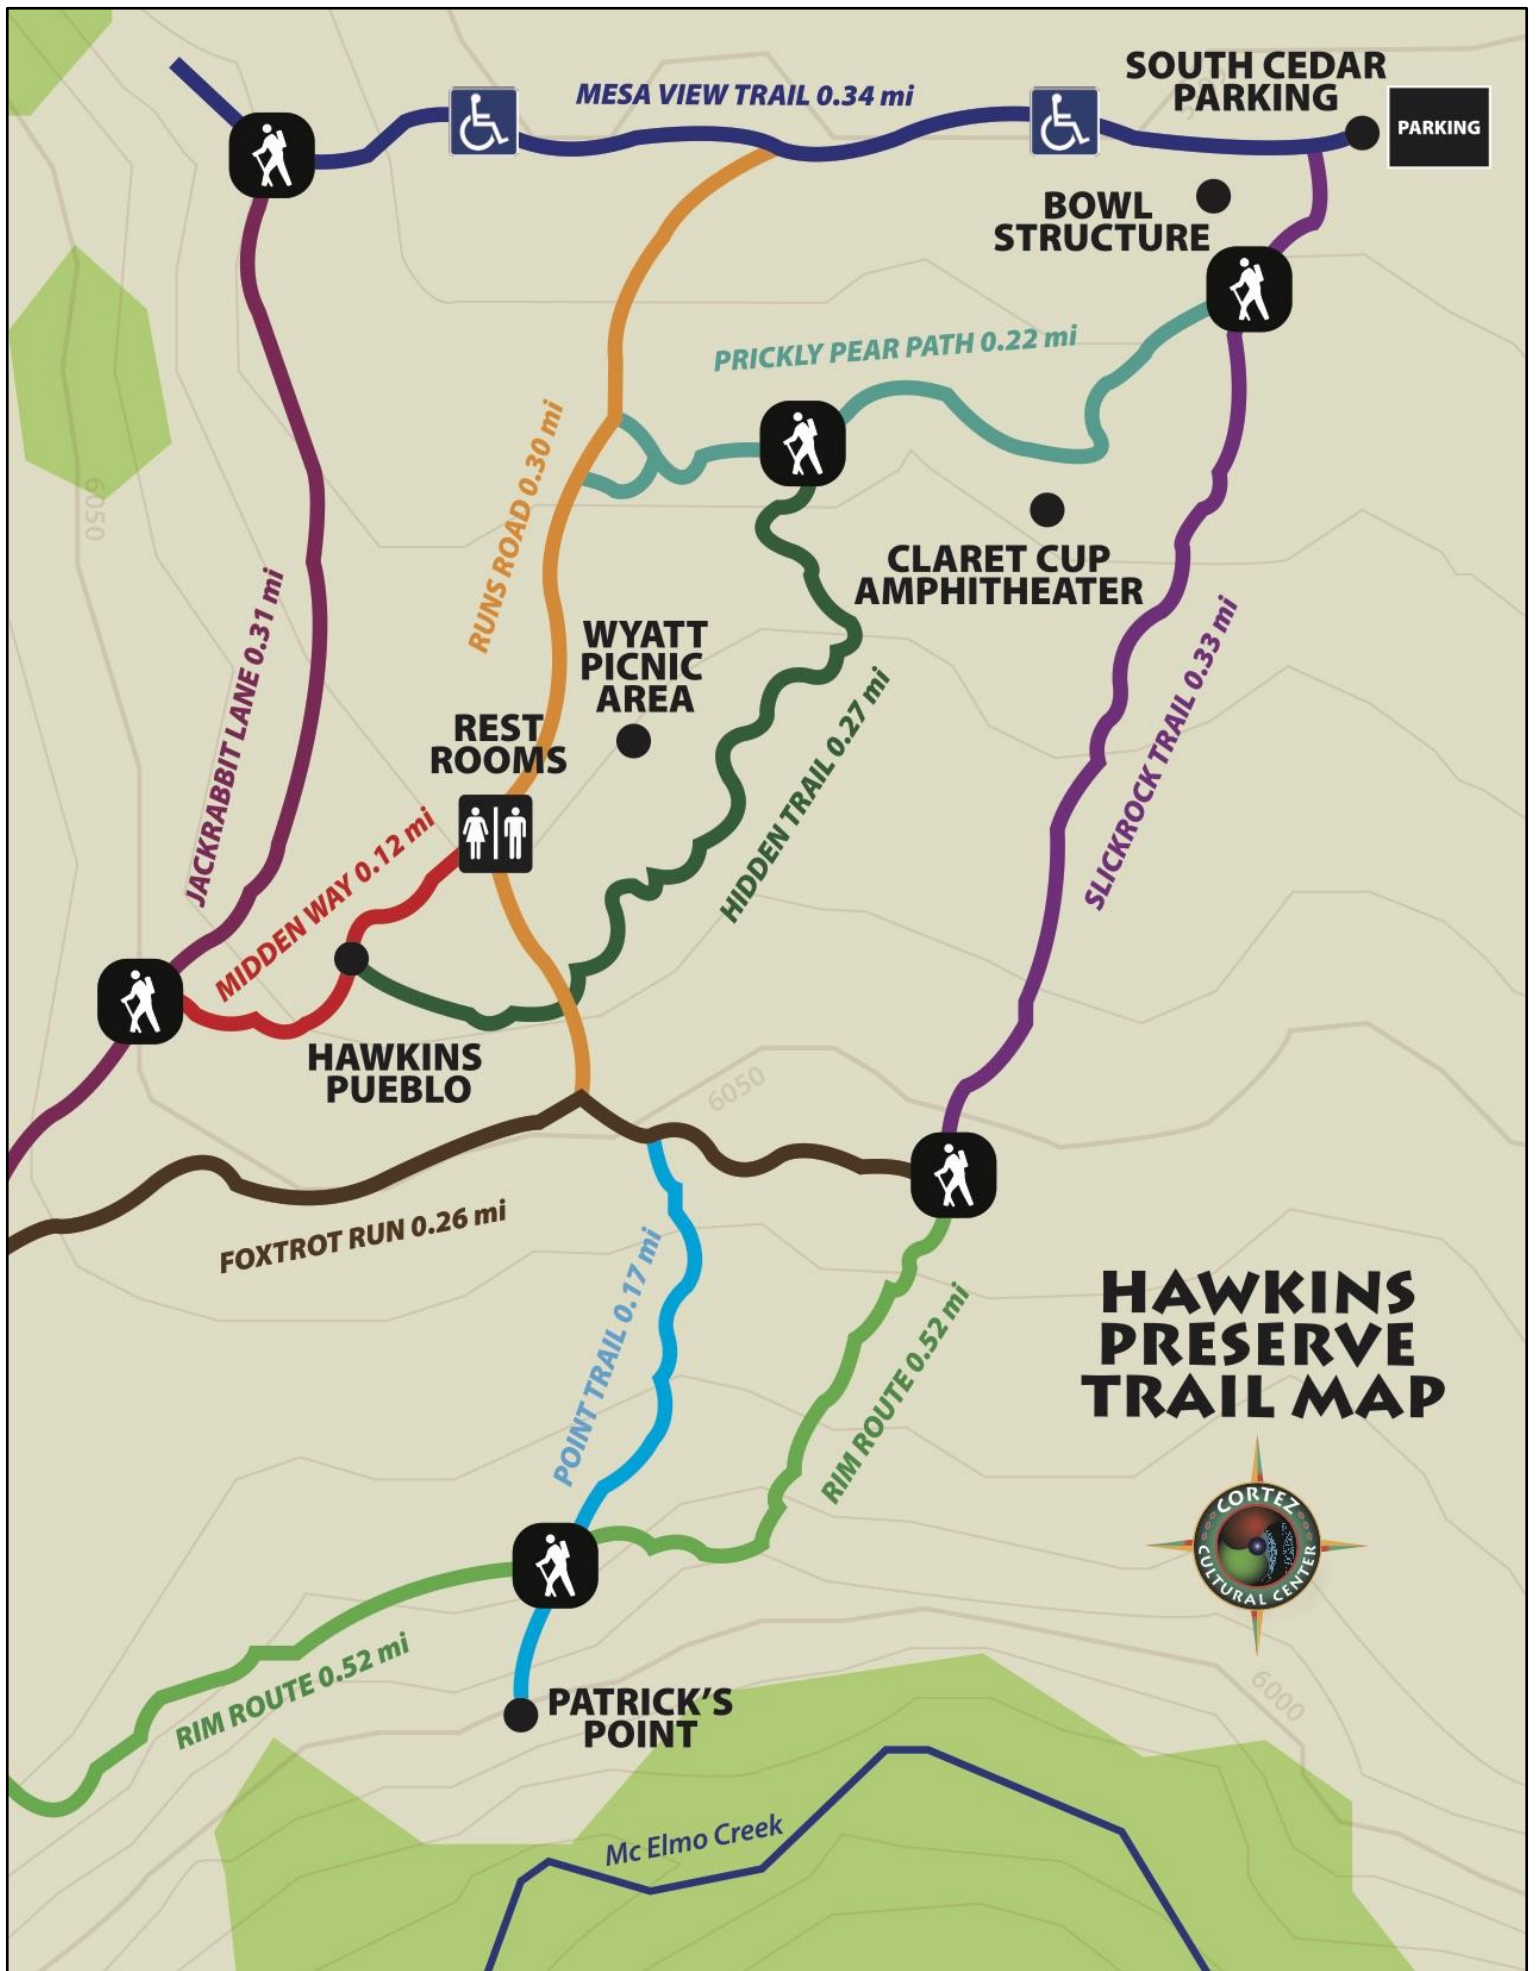 SOUTH CEDAR
PARKING
PARKING
MESA VIEW TRAIL 0.34 mi
BOWL
STRUCTURE
PRICKLY PEAR PATH 0.22 mi
RUNS ROAD 0.30 mi
6050
CLARET CUP
AMPHITHEATER
JACKRABBIT LANE 0.31 mi
WYATT
PICNIC
AREA
SLICKROCK TRAIL 0.33 mi
HIDDEN TRAIL 0.27 mi
REST
ROOMS
MIDDEN WAY 0.12 mi
HAWKINS
PUEBLO
6050
FOXTROT RUN 0.26 mi
POINT TRAIL 0.17 mi
RIM ROUTE 0.52 mi
HAWKINS
PRESERVE
TRAIL MAP
CORTEZ
CULTURAL CENTER
RIM ROUTE 0.52 mi
PATRICK'S
POINT
6000
Mc Elmo Creek